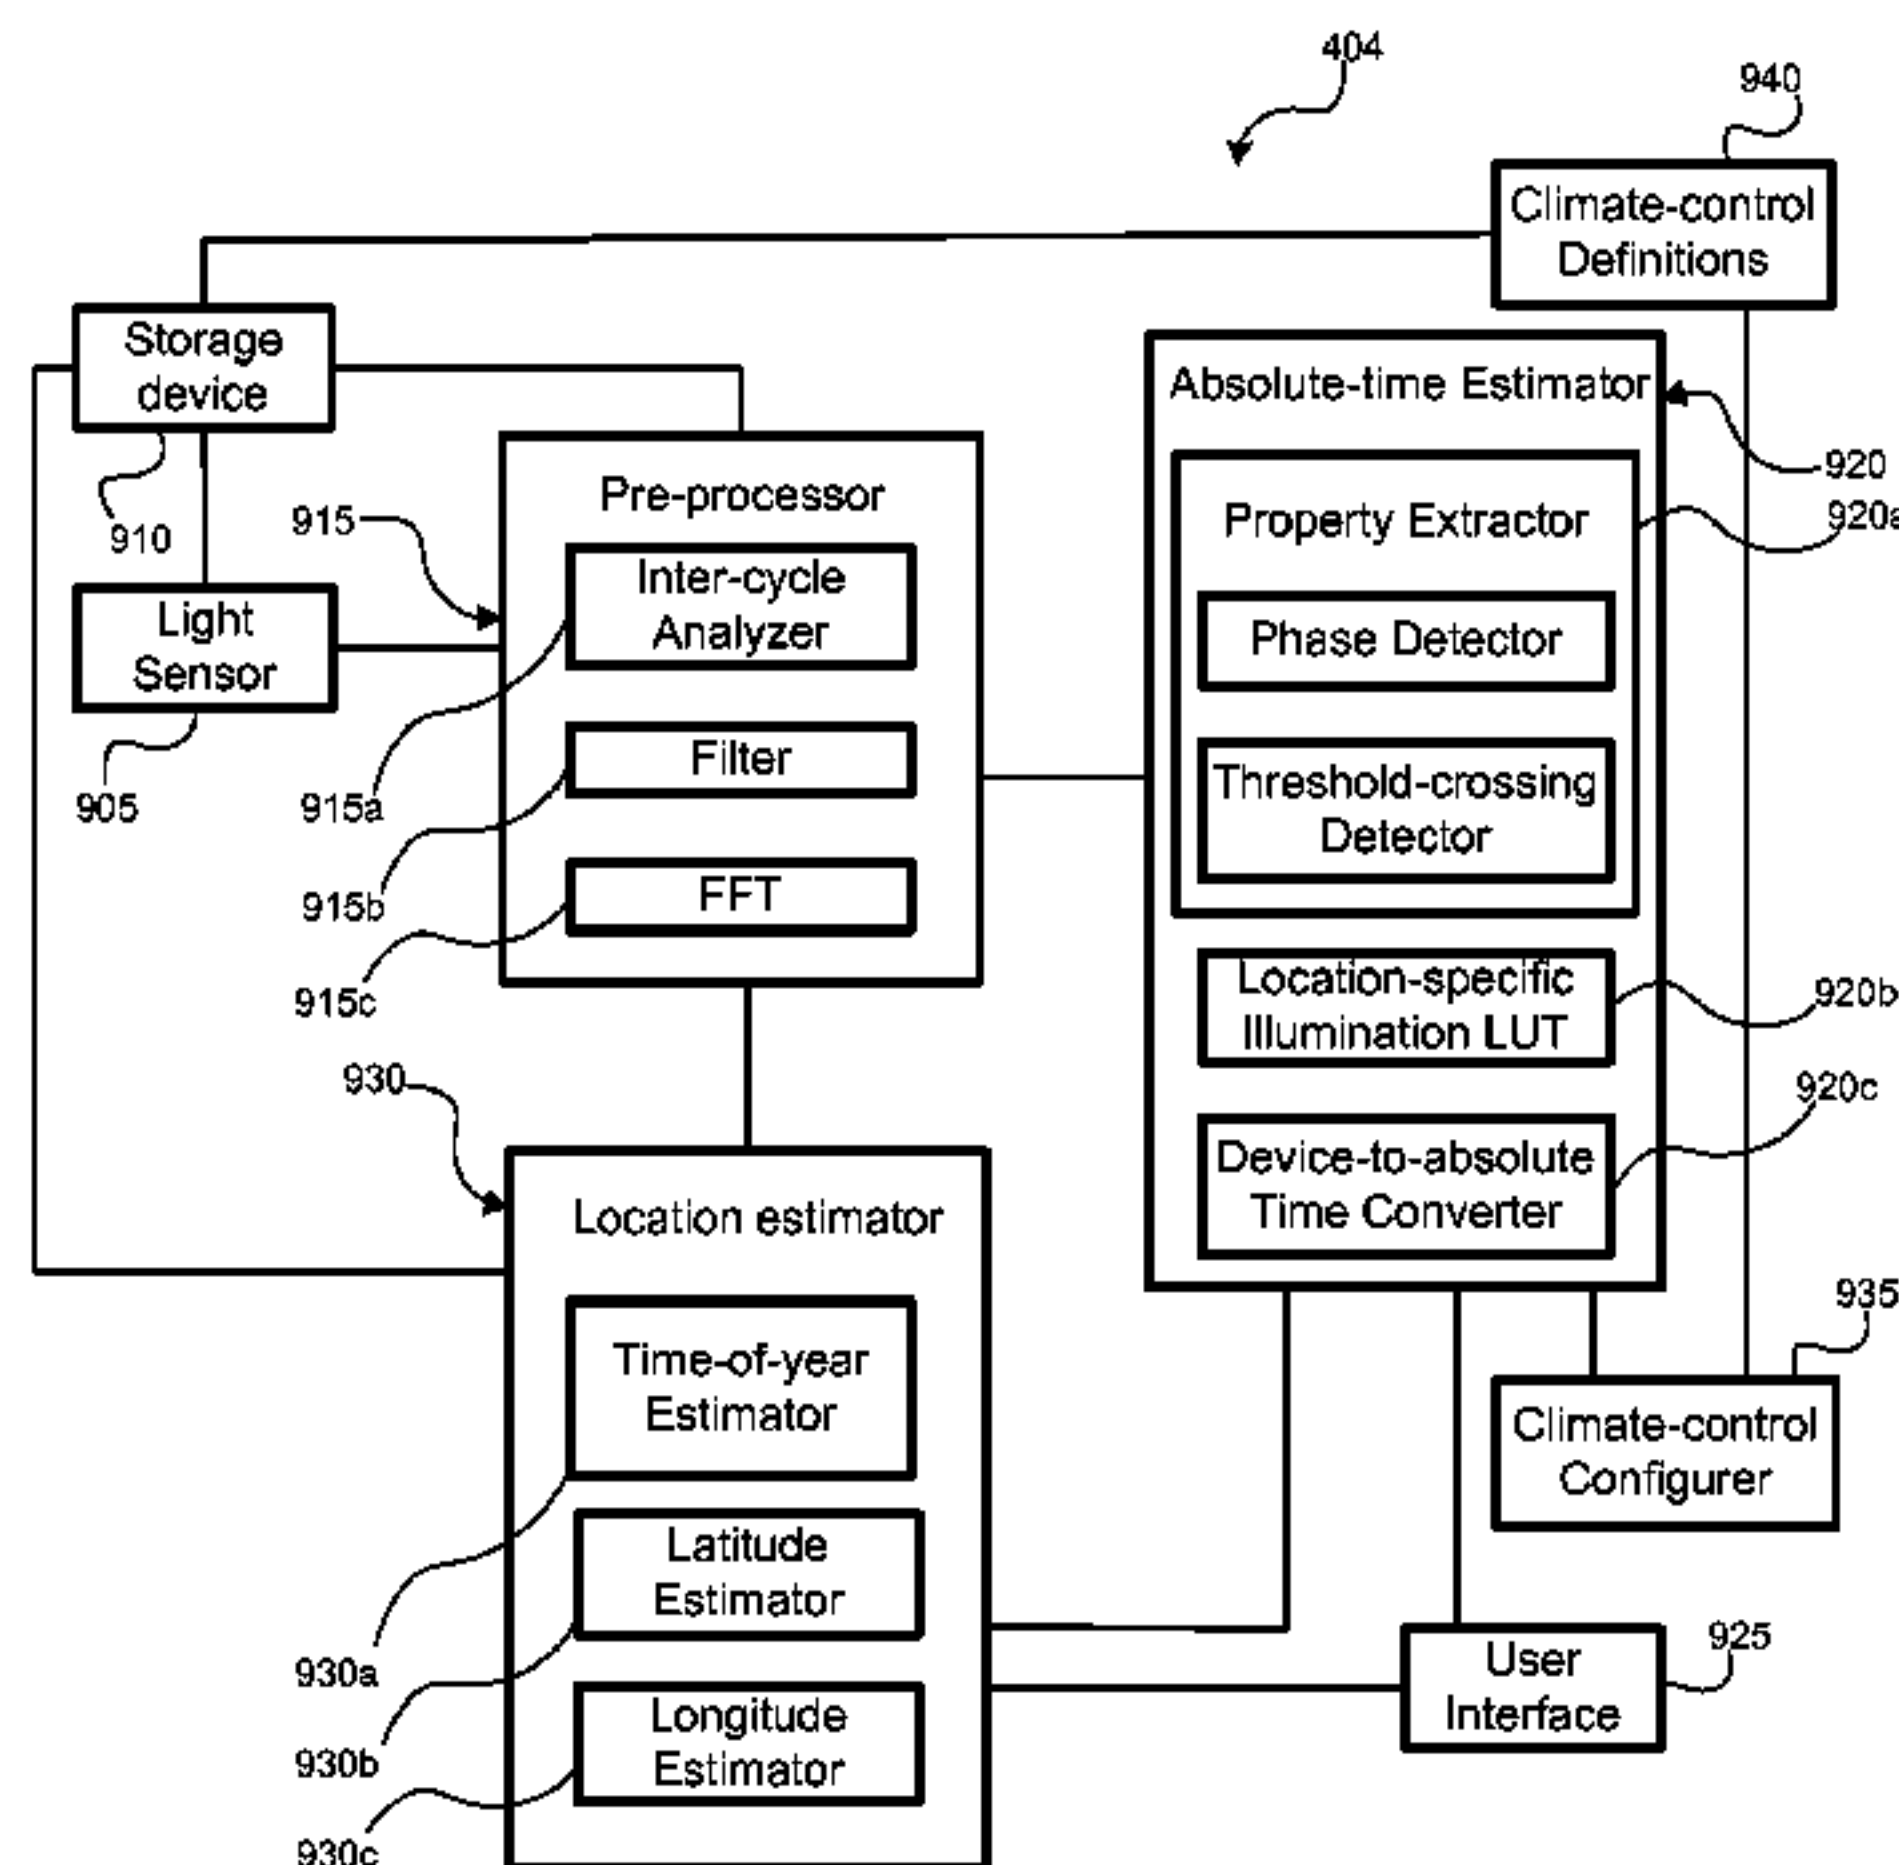 404
940
Climate-control
Definitions
Storage
device
910
Light
Sensor
905
915
Pre-processor
Inter-cycle
Analyzer
915a
Filter
915b
FFT
915c
Absolute-time Estimator
920
Property Extractor
920a
Phase Detector
Threshold-crossing
Detector
Location-specific
Illumination LUT
920b
Device-to-absolute
Time Converter
920c
930
Location estimator
Time-of-year
Estimator
930a
Latitude
Estimator
930b
Longitude
Estimator
930c
935
Climate-control
Configurer
User
Interface
925